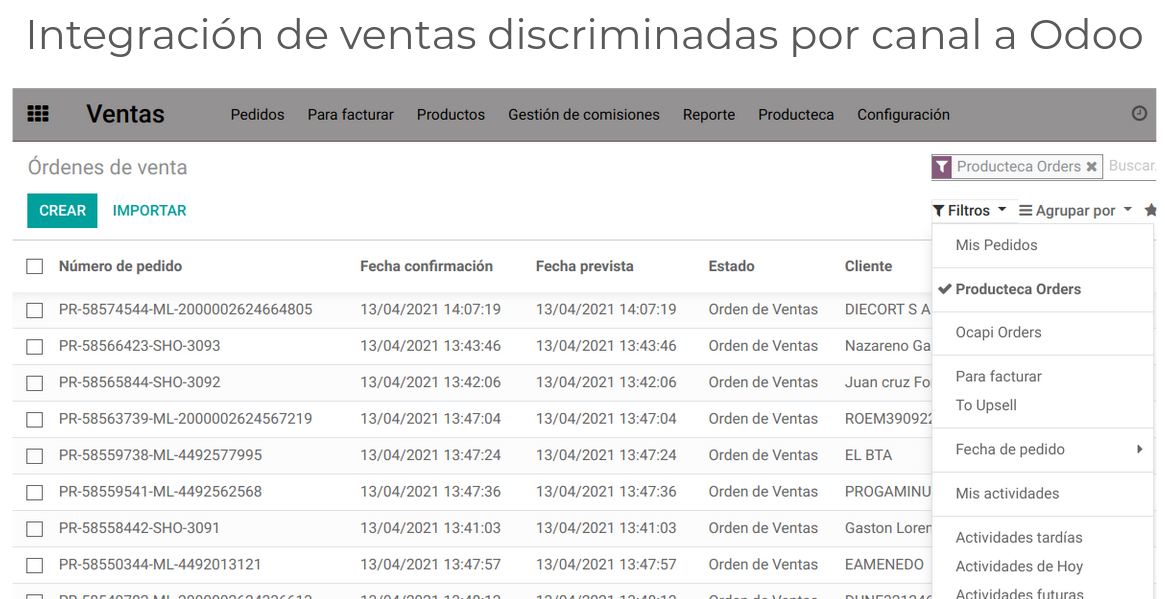 Integración de ventas discriminadas por canal a Odoo
Ventas Pedidos Para facturar Productos Gestión de comisiones Reporte Producteca Configuración
Órdenes de venta
Producteca Orders Buscar
CREAR IMPORTAR
Filtros Agrupar por
Número de pedido Fecha confirmación Fecha prevista Estado Cliente
PR-58574544-ML-2000002624664805 13/04/2021 14:07:19 13/04/2021 14:07:19 Orden de Ventas DIECORT S A
PR-58566423-SHO-3093 13/04/2021 13:43:46 13/04/2021 13:43:46 Orden de Ventas Nazareno Ga
PR-58565844-SHO-3092 13/04/2021 13:42:06 13/04/2021 13:42:06 Orden de Ventas Juan cruz Fo
PR-58563739-ML-2000002624567219 13/04/2021 13:47:04 13/04/2021 13:47:04 Orden de Ventas ROEM390922
PR-58559738-ML-4492577995 13/04/2021 13:47:24 13/04/2021 13:47:24 Orden de Ventas EL BTA
PR-58559541-ML-4492562568 13/04/2021 13:47:36 13/04/2021 13:47:36 Orden de Ventas PROGAMINU
PR-58558442-SHO-3091 13/04/2021 13:41:03 13/04/2021 13:41:03 Orden de Ventas Gaston Loren
PR-58550344-ML-4492013121 13/04/2021 13:47:57 13/04/2021 13:47:57 Orden de Ventas EAMENEDO
Mis Pedidos
Producteca Orders
Ocapi Orders
Para facturar
To Upsell
Fecha de pedido
Mis actividades
Actividades tardías
Actividades de Hoy
Actividades futuras